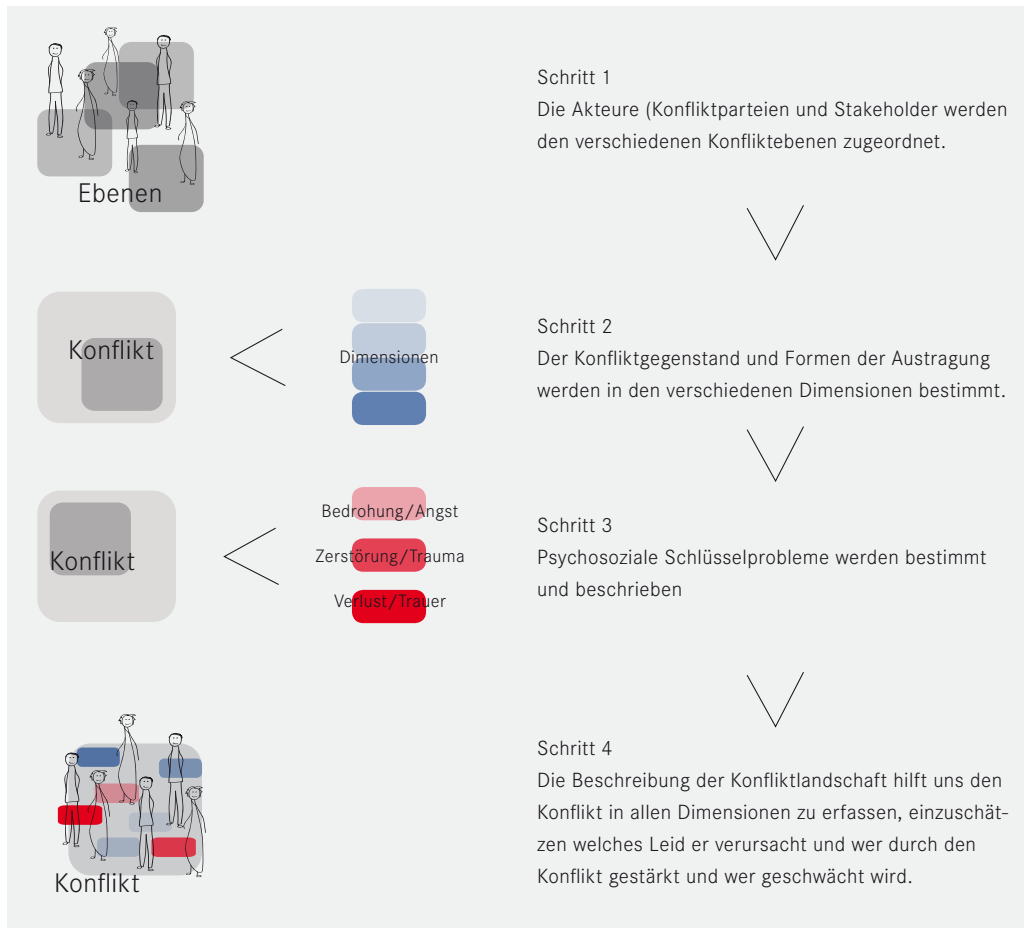 Ebenen
Schritt 1
Die Akteure (Konfliktparteien und Stakeholder werden
den verschiedenen Konfliktebenen zugeordnet.
Konflikt
Dimensionen
Schritt 2
Der Konfliktgegenstand und Formen der Austragung
werden in den verschiedenen Dimensionen bestimmt.
Konflikt
Bedrohung/Angst
Zerstörung/Trauma
Verlust/Trauer
Schritt 3
Psychosoziale Schlüsselprobleme werden bestimmt
und beschrieben
Konflikt
Schritt 4
Die Beschreibung der Konfliktlandschaft hilft uns den
Konflikt in allen Dimensionen zu erfassen, einzuschät-
zen welches Leid er verursacht und wer durch den
Konflikt gestärkt und wer geschwächt wird.